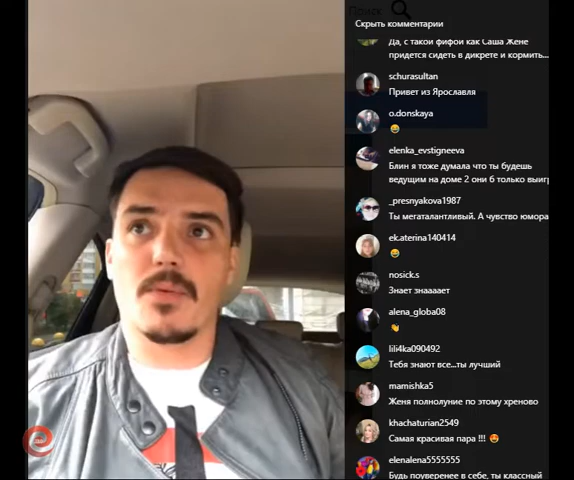 Поиск
Скрыть комментарии
Да, с такой фифой как Саша Жене
придется сидеть в дикрете и кормить...
schurasultan
Привет из Ярославля
o.donskaya
😂
elenka_evstigneeva
Блин я тоже думала что ты будешь
ведущим на доме 2 они б только выигр
_presnyakova1987
Ты мегаталантливый. А чувство юмора
ek.aterina140414
😂
nosick.s
Знает знааааает
alena_globa08
👏
lili4ka090492
Тебя знают все...ты лучший
mamishka5
Женя полнолуние по этому хреново
khachaturian2549
Самая красивая пара !!! 😍
elenalena5555555
Будь поувереннее в себе, ты классный